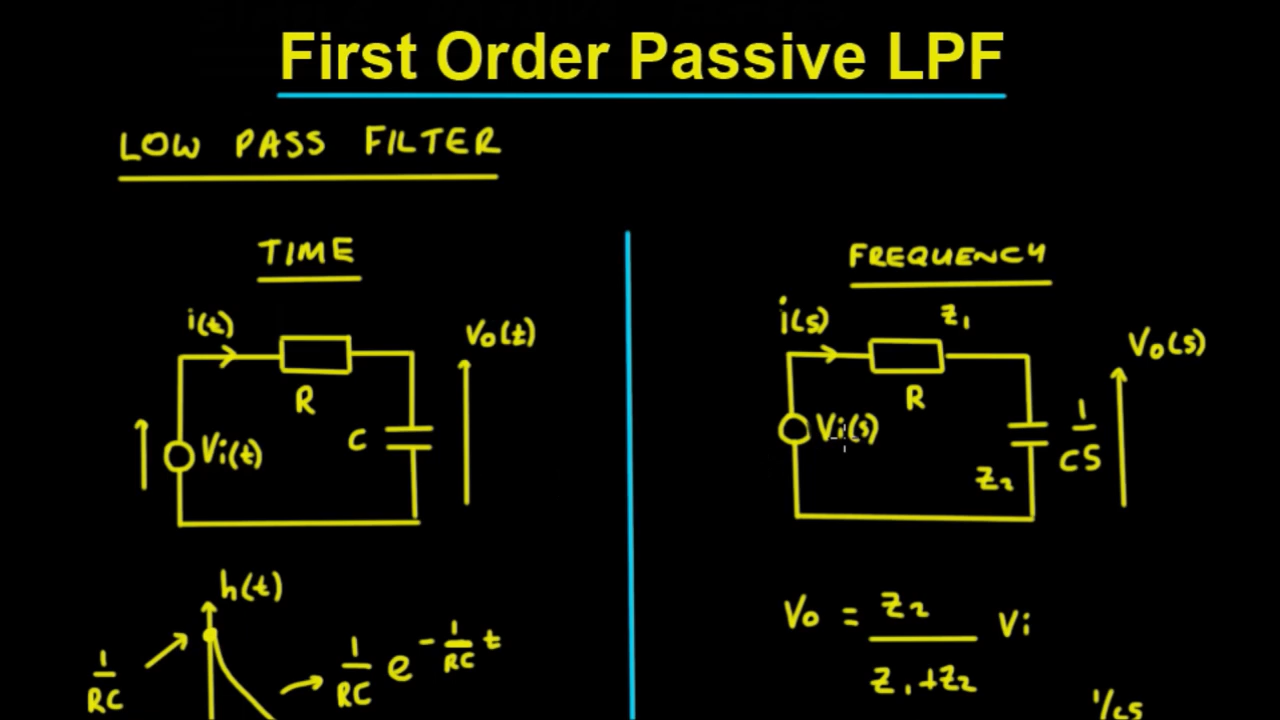 First Order Passive LPF
LOW PASS FILTER
TIME
i(t)
R
Vo(t)
Vi(t)
C
h(t)
1/RC
1/RC e^-1/RC t
FREQUENCY
i(s)
Z1
R
Vo(s)
Vi(s)
1/CS
Z2
Vo = Z2/Z1+Z2 Vi
1/CS